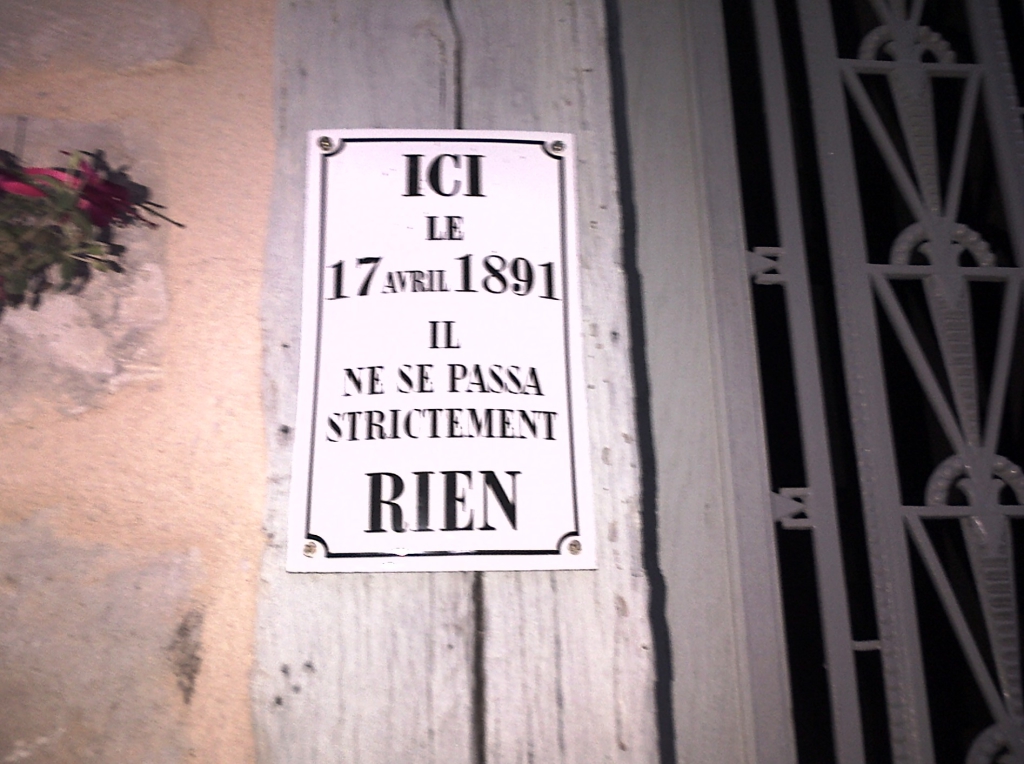 ICI
LE
17 AVRIL 1891
IL
NE SE PASSA
STRICTEMENT
RIEN